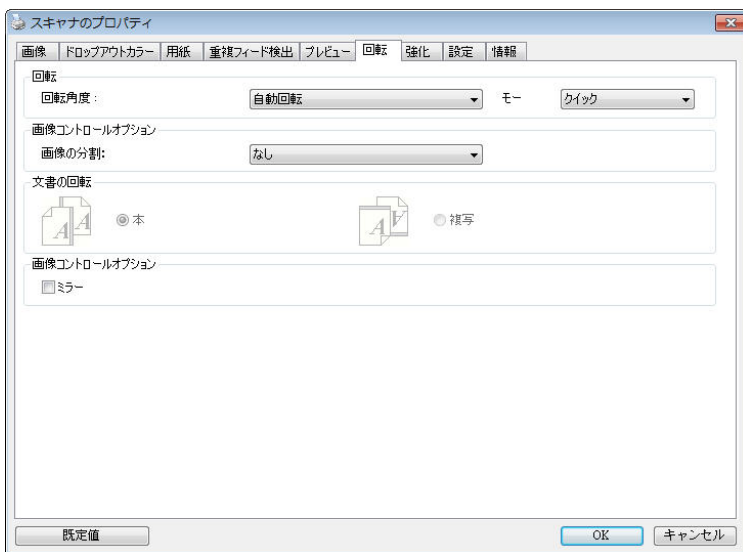 スキャナのプロパティ
画像 ドロップアウトカラー 用紙 重複フィード検出 プレビュー 回転 強化 設定 情報
回転
回転角度: 自動回転 モー クイック
画像コントロールオプション
画像の分割: なし
文書の回転
A A 本 A A 複写
画像コントロールオプション
ミラー
既定値 OK キャンセル